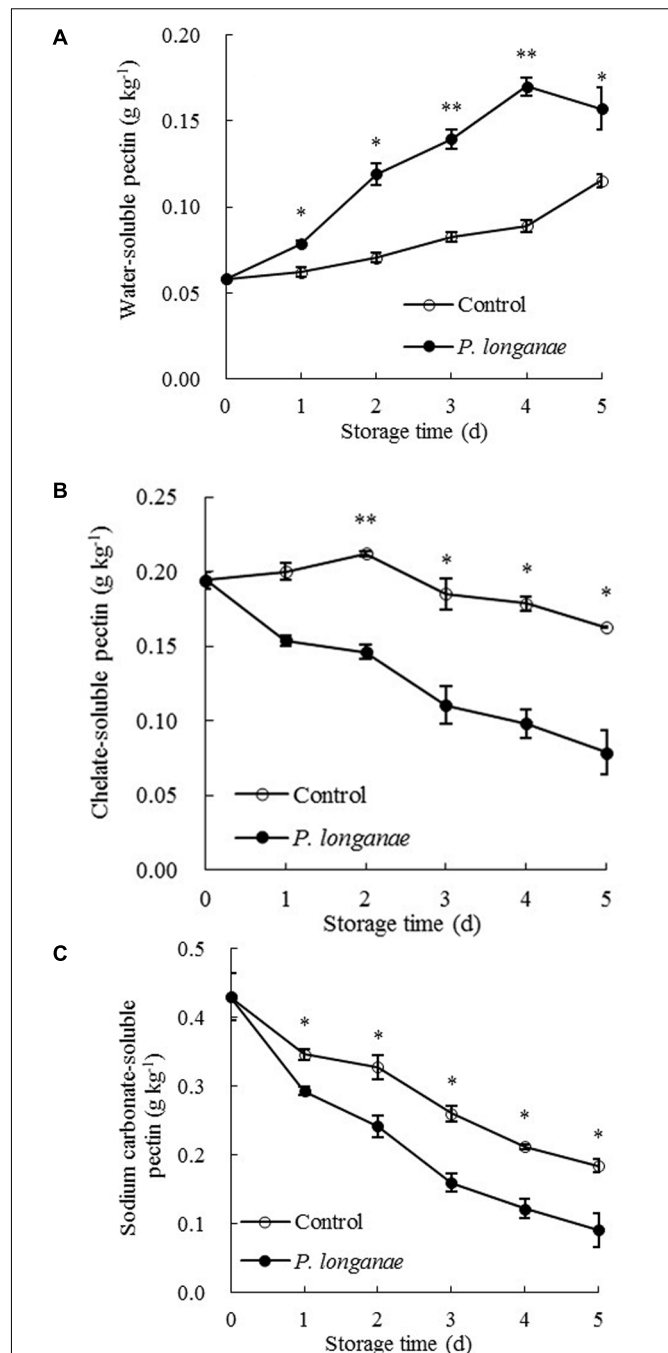 A
Water-soluble pectin (g kg-1)
0.20
0.15
0.10
0.05
0.00
* * ** ** *
Control
P. longanae
0 1 2 3 4 5
Storage time (d)
B
Chelate-soluble pectin (g kg-1)
0.25
0.20
0.15
0.10
0.05
0.00
** * * *
Control
P. longanae
0 1 2 3 4 5
Storage time (d)
C
Sodium carbonate-soluble
pectin (g kg-1)
0.5
0.4
0.3
0.2
0.1
0.0
* * * * *
Control
P. longanae
0 1 2 3 4 5
Storage time (d)